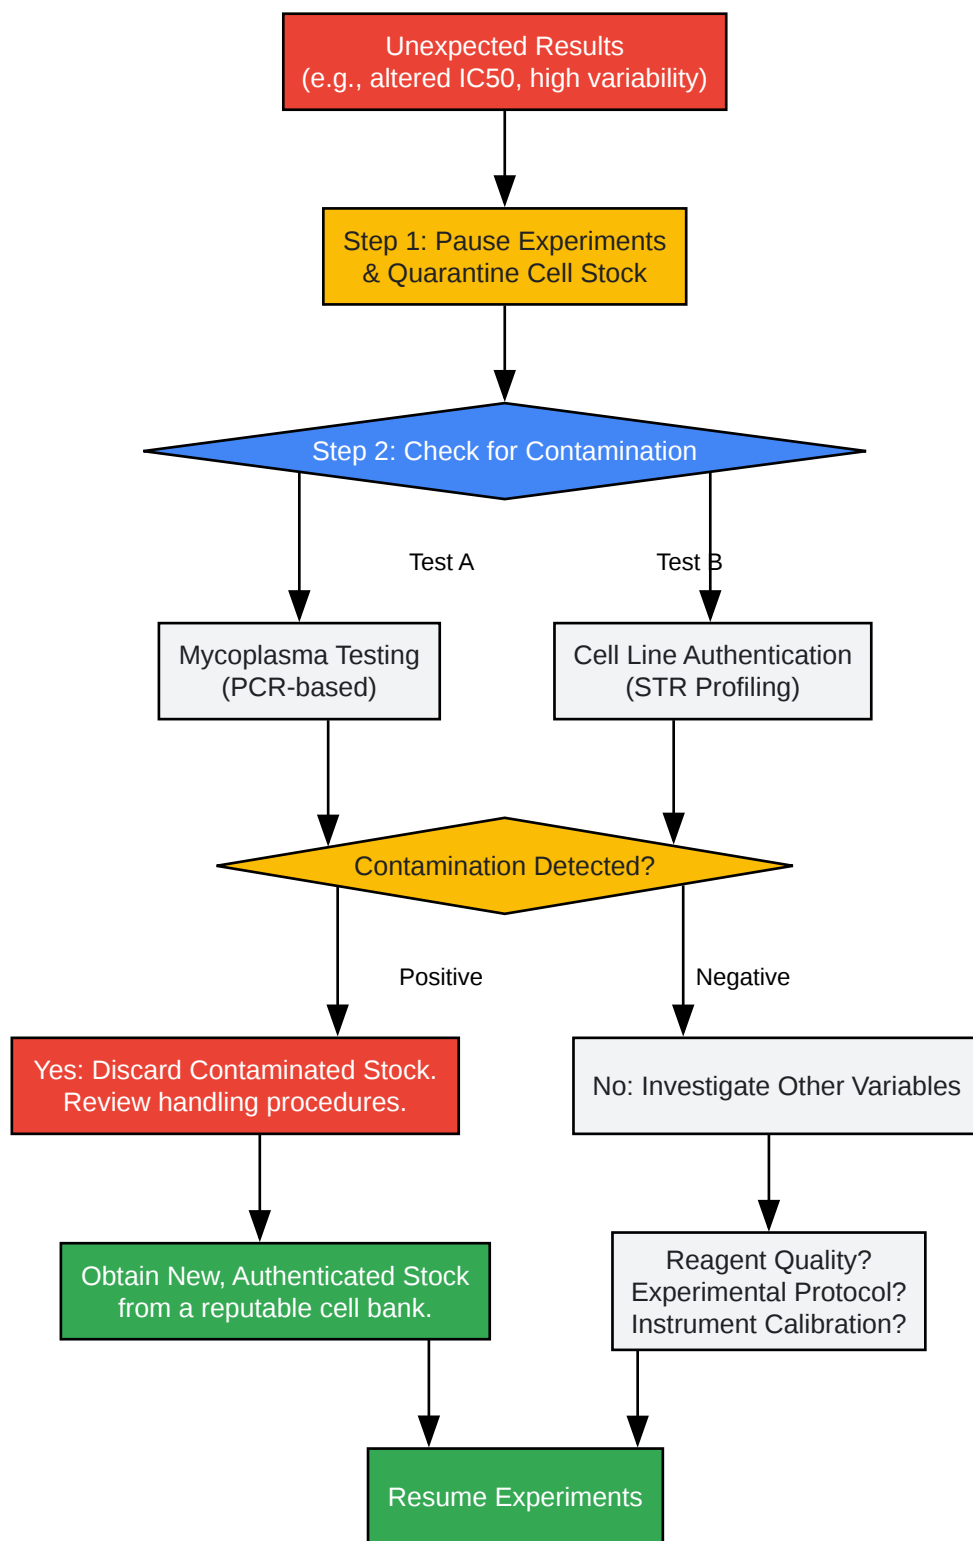 Unexpected Results
(e.g., altered IC50, high variability)
Step 1: Pause Experiments
& Quarantine Cell Stock
Step 2: Check for Contamination
Test A
Test B
Mycoplasma Testing
(PCR-based)
Cell Line Authentication
(STR Profiling)
Contamination Detected?
Positive
Negative
Yes: Discard Contaminated Stock.
Review handling procedures.
No: Investigate Other Variables
Obtain New, Authenticated Stock
from a reputable cell bank.
Reagent Quality?
Experimental Protocol?
Instrument Calibration?
Resume Experiments